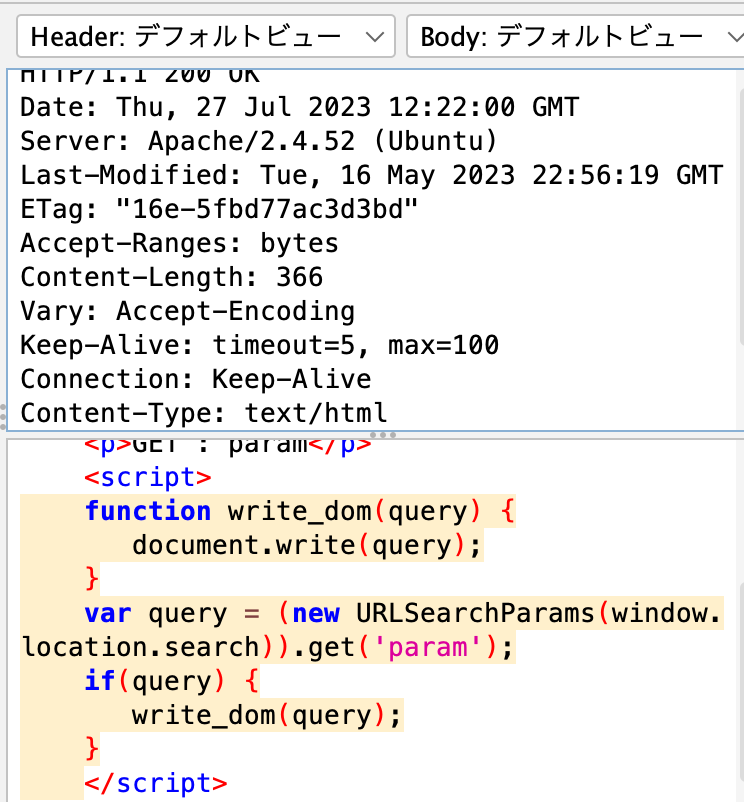 Header: デフォルトビュー
Body: デフォルトビュー
HTTP/1.1 200 OK
Date: Thu, 27 Jul 2023 12:22:00 GMT
Server: Apache/2.4.52 (Ubuntu)
Last-Modified: Tue, 16 May 2023 22:56:19 GMT
ETag: "16e-5fbd77ac3d3bd"
Accept-Ranges: bytes
Content-Length: 366
Vary: Accept-Encoding
Keep-Alive: timeout=5, max=100
Connection: Keep-Alive
Content-Type: text/html
<p>GET : param</p>
<script>
function write_dom(query) {
document.write(query);
}
var query = (new URLSearchParams(window.
location.search)).get('param');
if(query) {
write_dom(query);
}
</script>